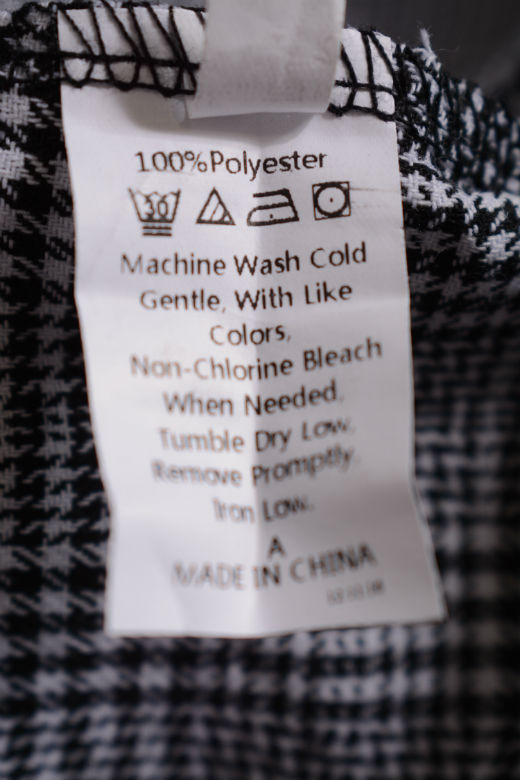 100%Polyester
30
Machine Wash Cold
Gentle, With Like
Colors,
Non-Chlorine Bleach
When Needed,
Tumble Dry Low,
Remove Promptly,
Iron Low.
A
MADE IN CHINA